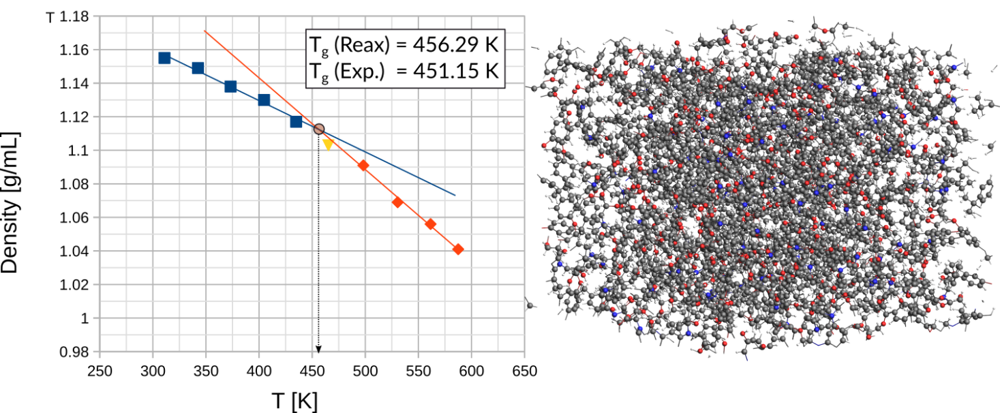 T 1.18
1.16
1.14
1.12
1.1
1.08
1.06
1.04
1.02
1
0.98
Density [g/mL]
Tg (Reax) = 456.29 K
Tg (Exp.) = 451.15 K
250 300 350 400 450 500 550 600 650
T [K]